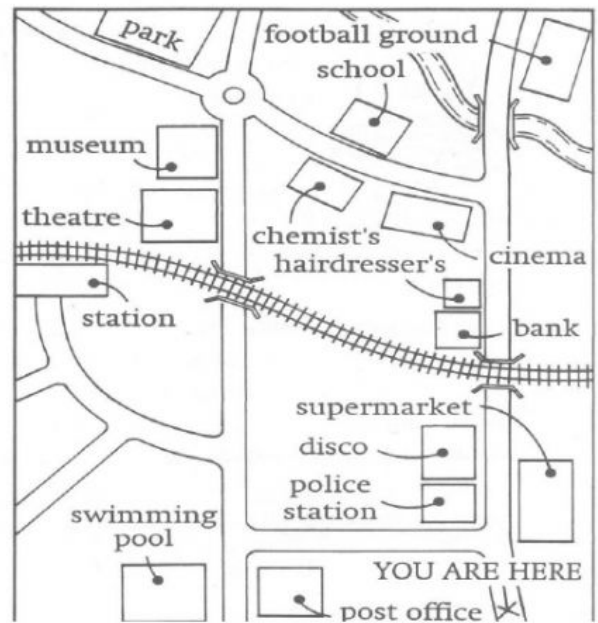 park
football ground
school
museum
theatre
chemist's
hairdresser's
cinema
station
bank
supermarket
disco
police
station
swimming
pool
YOU ARE HERE
post office